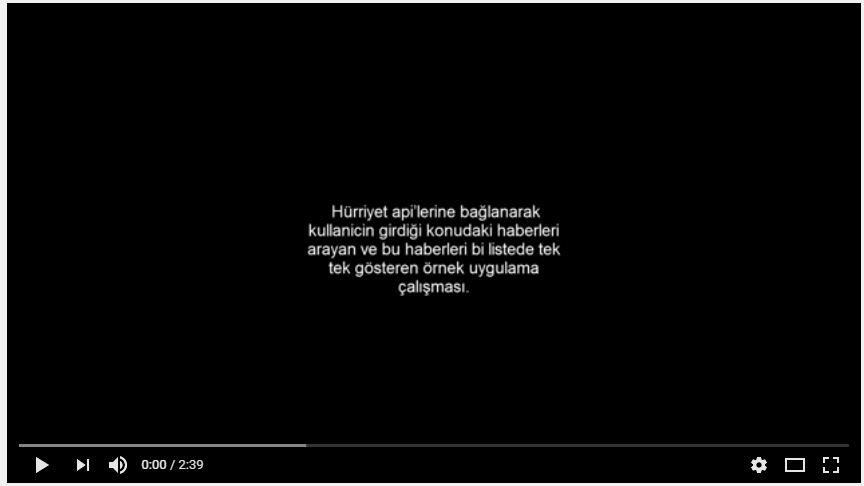 Hürriyet api'lerine bağlanarak
kullanicin girdiği konudaki haberleri
arayan ve bu haberleri bi listede tek
tek gösteren örnek uygulama
çalışması.
0:00 / 2:39